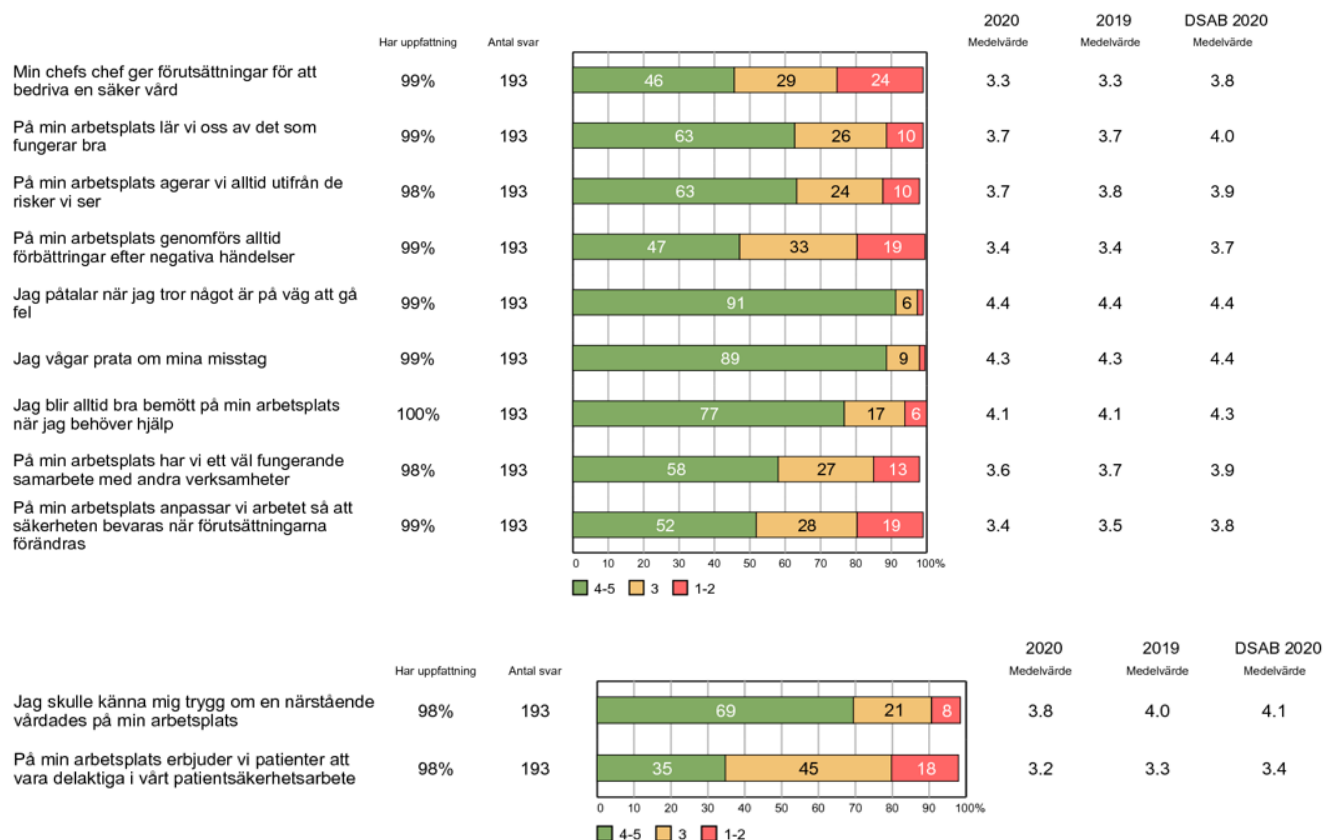 2020 2019 DSAB 2020
Har uppfattning Antal svar Medelvärde Medelvärde Medelvärde
Min chefs chef ger förutsättningar för att
bedriva en säker vård
99% 193 46 29 24 3.3 3.3 3.8
På min arbetsplats lär vi oss av det som
fungerar bra
99% 193 63 26 10 3.7 3.7 4.0
På min arbetsplats agerar vi alltid utifrån de
risker vi ser
98% 193 63 24 10 3.7 3.8 3.9
På min arbetsplats genomförs alltid
förbättringar efter negativa händelser
99% 193 47 33 19 3.4 3.4 3.7
Jag påtalar när jag tror något är på väg att gå
fel
99% 193 91 6 4.4 4.4 4.4
Jag vågar prata om mina misstag 99% 193 89 9 4.3 4.3 4.4
Jag blir alltid bra bemött på min arbetsplats
när jag behöver hjälp
100% 193 77 17 6 4.1 4.1 4.3
På min arbetsplats har vi ett väl fungerande
samarbete med andra verksamheter
98% 193 58 27 13 3.6 3.7 3.9
På min arbetsplats anpassar vi arbetet så att
säkerheten bevaras när förutsättningarna
förändras
99% 193 52 28 19 3.4 3.5 3.8
0 10 20 30 40 50 60 70 80 90 100%
4-5 3 1-2
2020 2019 DSAB 2020
Har uppfattning Antal svar Medelvärde Medelvärde Medelvärde
Jag skulle känna mig trygg om en närstående
vårdades på min arbetsplats
98% 193 69 21 8 3.8 4.0 4.1
På min arbetsplats erbjuder vi patienter att
vara delaktiga i vårt patientsäkerhetsarbete
98% 193 35 45 18 3.2 3.3 3.4
0 10 20 30 40 50 60 70 80 90 100%
4-5 3 1-2